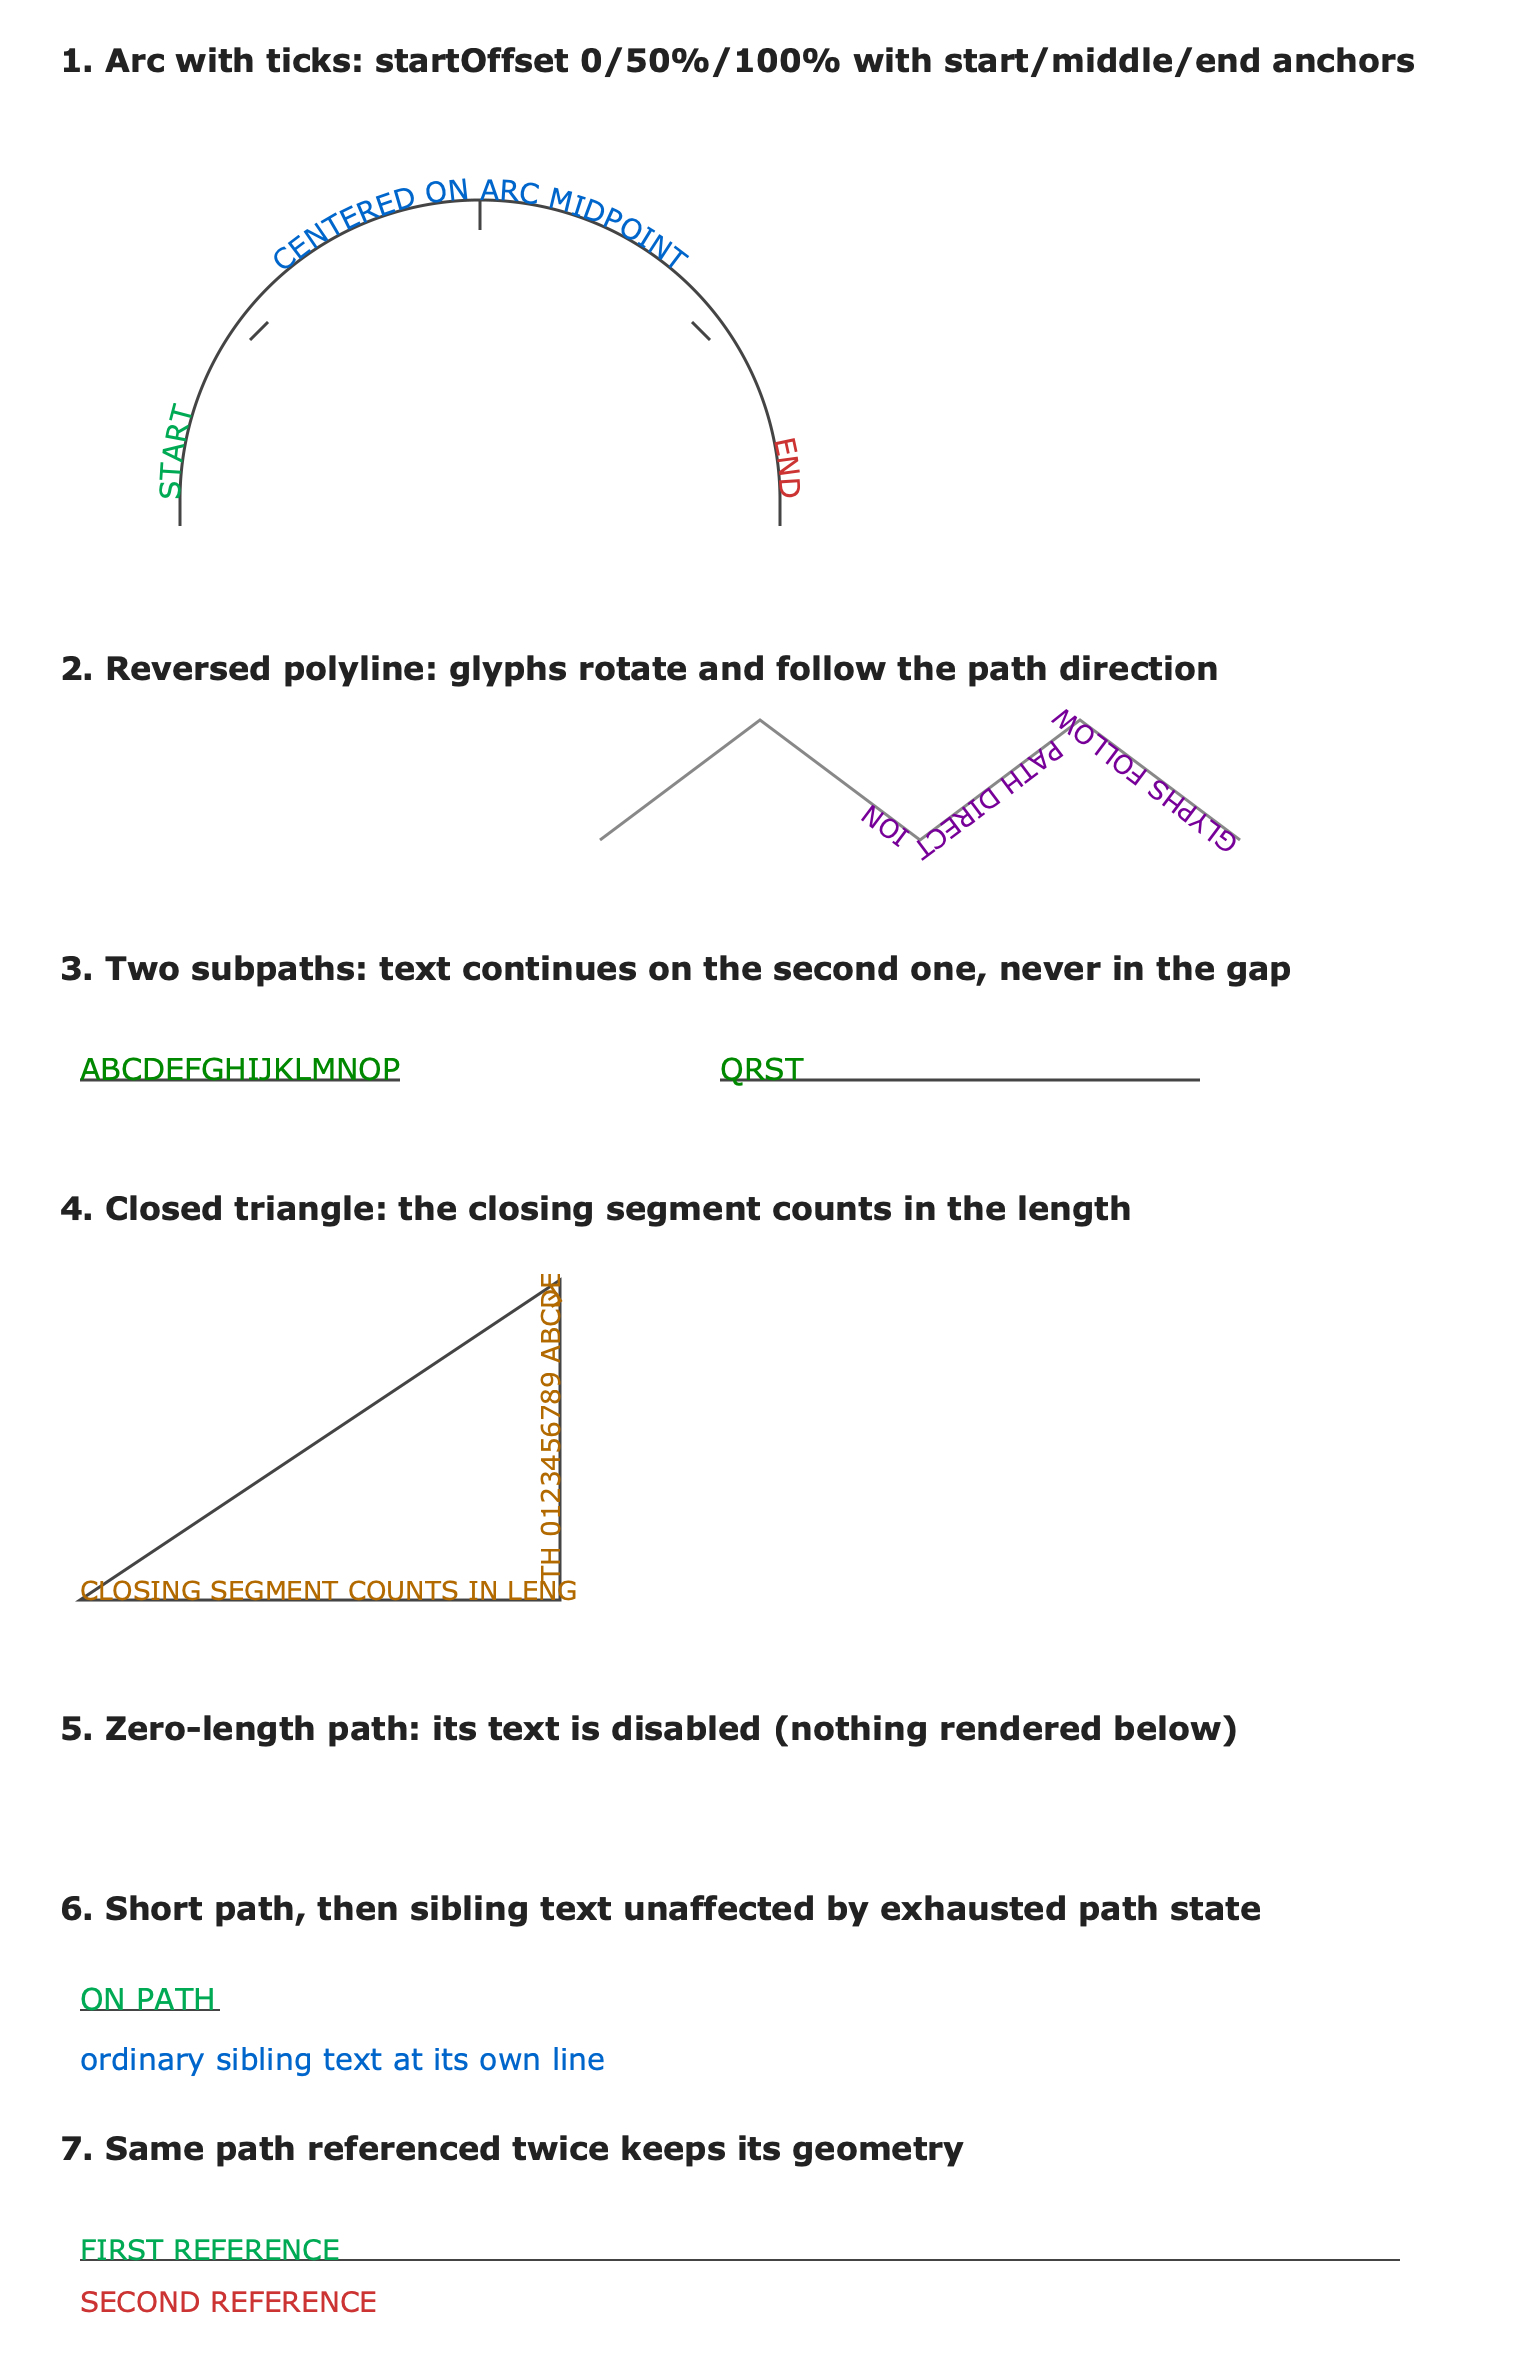 1. Arc with ticks: startOffset 0/50%/100% with start/middle/end anchors
START
CENTERED ON ARC MIDPOINT
END
2. Reversed polyline: glyphs rotate and follow the path direction
GLYPHS FOLLOW PATH DIRECT ION
3. Two subpaths: text continues on the second one, never in the gap
ABCDEFGHIJKLMNOP QRST
4. Closed triangle: the closing segment counts in the length
CLOSING SEGMENT COUNTS IN LENGTH 0123456789 ABCDE
5. Zero-length path: its text is disabled (nothing rendered below)
6. Short path, then sibling text unaffected by exhausted path state
ON PATH
ordinary sibling text at its own line
7. Same path referenced twice keeps its geometry
FIRST REFERENCE
SECOND REFERENCE